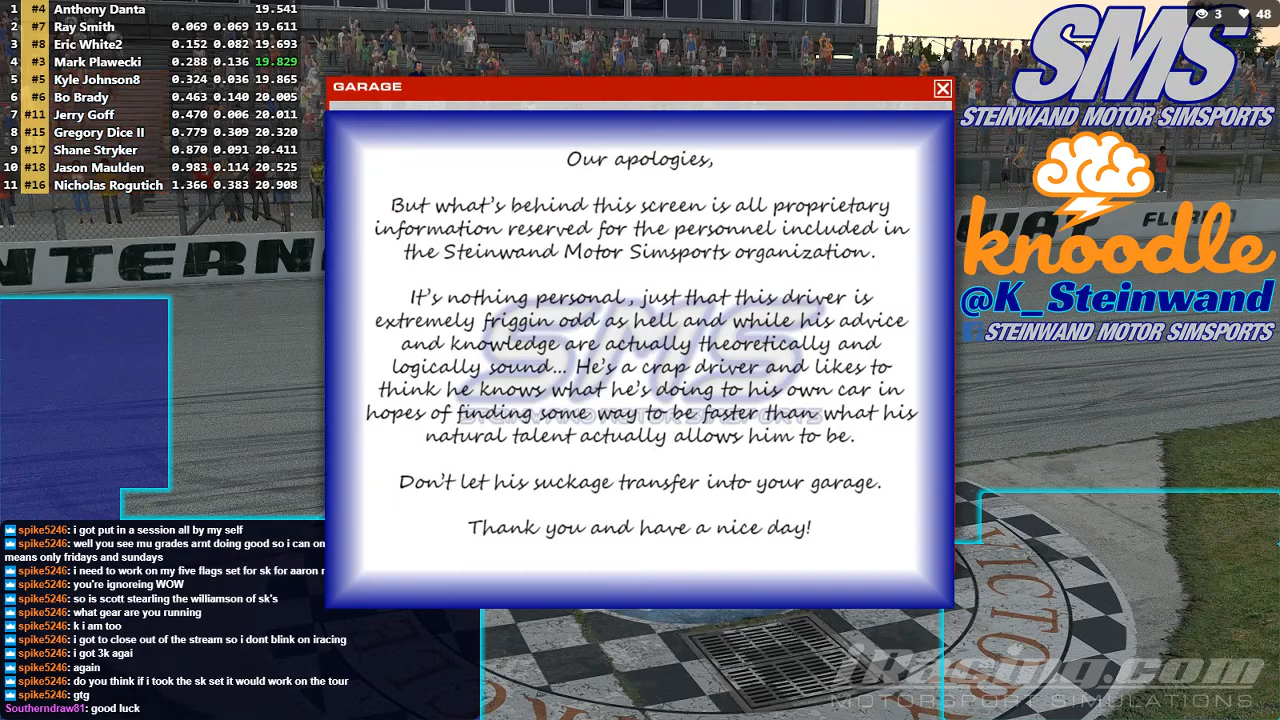 1 #4 Anthony Danta 19.541
2 #7 Ray Smith 0.069 0.069 19.611
3 #8 Eric White2 0.152 0.082 19.693
4 #3 Mark Plawecki 0.288 0.136 19.829
5 #5 Kyle Johnson8 0.324 0.036 19.865
6 #6 Bo Brady 0.463 0.140 20.005
7 #11 Jerry Goff 0.470 0.006 20.011
8 #15 Gregory Dice II 0.779 0.309 20.320
9 #17 Shane Stryker 0.870 0.091 20.411
10 #18 Jason Maulden 0.983 0.114 20.525
11 #16 Nicholas Rogutich 1.366 0.383 20.908
3 48
SMS
STEINWAND MOTOR SIMSPORTS
knoodle
@K_Steinwand
STEINWAND MOTOR SIMSPORTS
GARAGE
Our apologies,
But what's behind this screen is all proprietary
information reserved for the personnel included in
the Steinwand Motor Simsports organization.
It's nothing personal, just that this driver is
extremely friggin odd as hell and while his advice
and knowledge are actually theoretically and
logically sound... He's a crap driver and likes to
think he knows what he's doing to his own car in
hopes of finding some way to be faster than what his
natural talent actually allows him to be.
Don't let his suckage transfer into your garage.
Thank you and have a nice day!
SMS
STEINWAND MOTOR SIMSPORTS
NTERN
WAY FLORID
spike5246: i got put in a session all by my self
spike5246: well you see mu grades arnt doing good so i can on
means only fridays and sundays
spike5246: i need to work on my five flags set for sk for aaron
spike5246: you're ignoreing WOW
spike5246: so is scott stearling the williamson of sk's
spike5246: what gear are you running
spike5246: k i am too
spike5246: i got to close out of the stream so i dont blink on iracing
spike5246: i got 3k agai
spike5246: again
spike5246: do you think if i took the sk set it would work on the tour
spike5246: gtg
Southerndraw81: good luck
VICTO
iRacing.com
MOTORSPORT SIMULATIONS